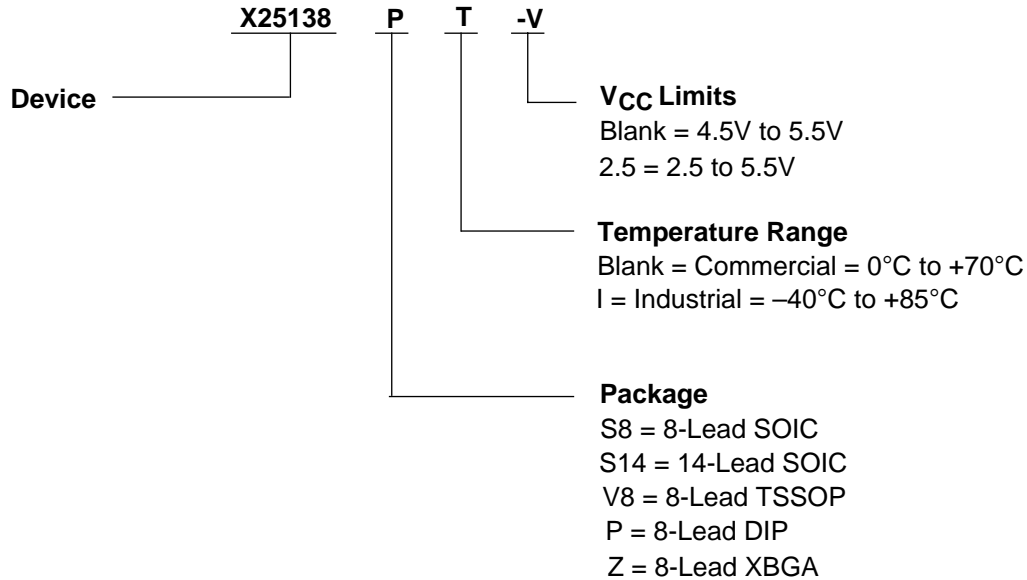 X25138 P T -V
Device
VCC Limits
Blank = 4.5V to 5.5V
2.5 = 2.5 to 5.5V
Temperature Range
Blank = Commercial = 0°C to +70°C
I = Industrial = –40°C to +85°C
Package
S8 = 8-Lead SOIC
S14 = 14-Lead SOIC
V8 = 8-Lead TSSOP
P = 8-Lead DIP
Z = 8-Lead XBGA